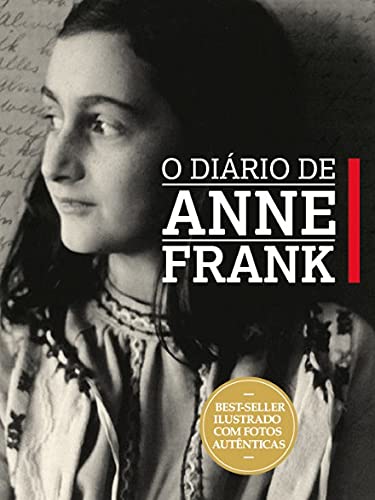 O DIÁRIO DE
ANNE
FRANK
BEST-SELLER
ILUSTRADO
COM FOTOS
AUTÊNTICAS